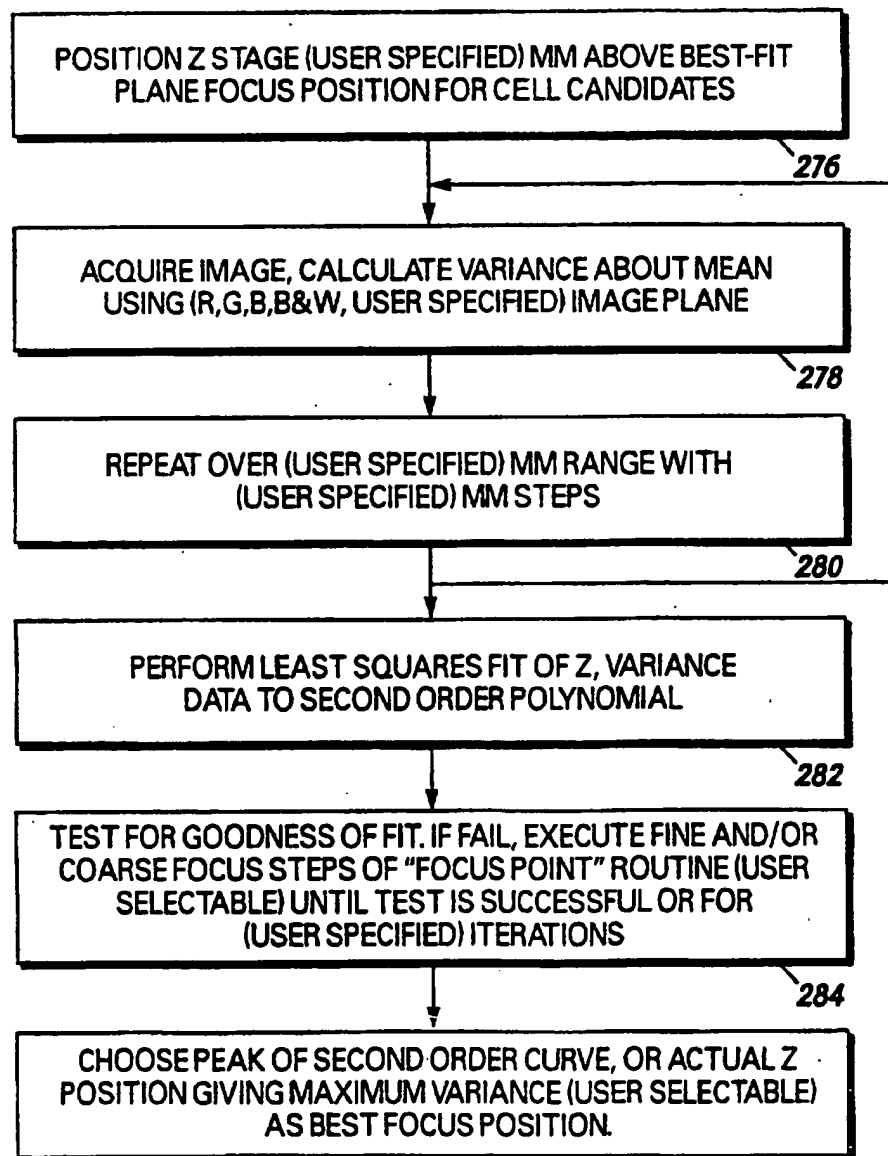 POSITION Z STAGE (USER SPECIFIED) MM ABOVE BEST-FIT
PLANE FOCUS POSITION FOR CELL CANDIDATES
276
ACQUIRE IMAGE, CALCULATE VARIANCE ABOUT MEAN
USING (R,G,B,B&W, USER SPECIFIED) IMAGE PLANE
278
REPEAT OVER (USER SPECIFIED) MM RANGE WITH
(USER SPECIFIED) MM STEPS
280
PERFORM LEAST SQUARES FIT OF Z, VARIANCE
DATA TO SECOND ORDER POLYNOMIAL
282
TEST FOR GOODNESS OF FIT. IF FAIL, EXECUTE FINE AND/OR
COARSE FOCUS STEPS OF "FOCUS POINT" ROUTINE (USER
SELECTABLE) UNTIL TEST IS SUCCESSFUL OR FOR
(USER SPECIFIED) ITERATIONS
284
CHOOSE PEAK OF SECOND ORDER CURVE, OR ACTUAL Z
POSITION GIVING MAXIMUM VARIANCE (USER SELECTABLE)
AS BEST FOCUS POSITION.